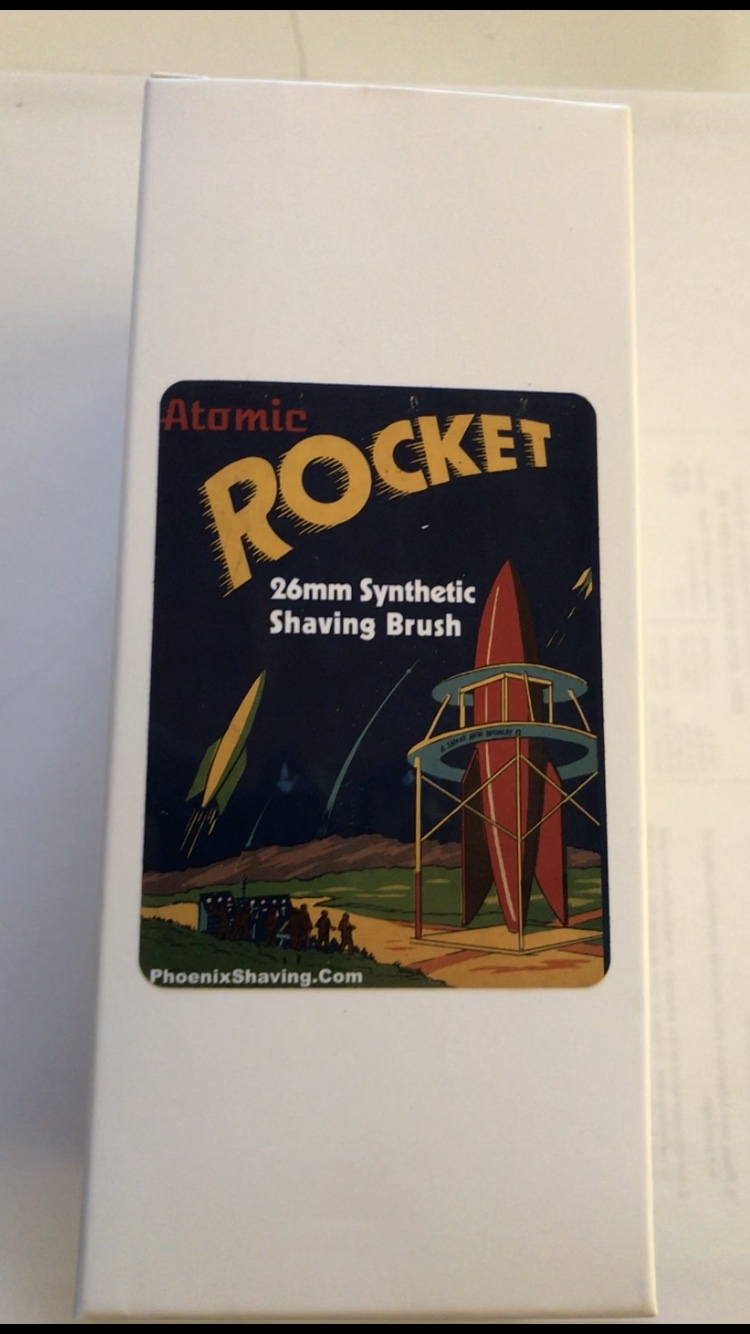 Atomic
ROCKET
26mm Synthetic
Shaving Brush
PhoenixShaving.Com